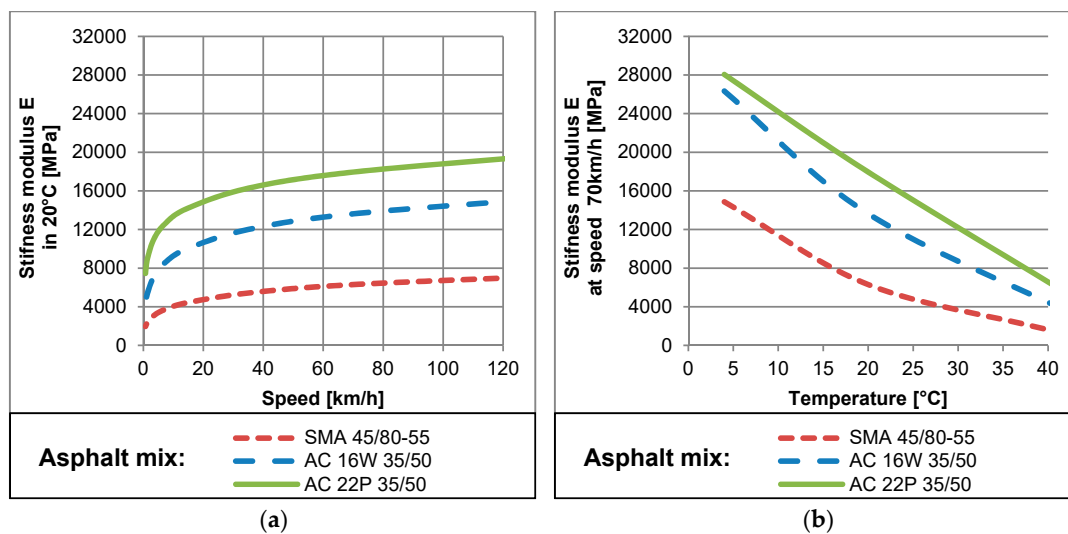 Stifness modulus E
in 20°C [MPa]
32000
28000
24000
20000
16000
12000
8000
4000
0
0 20 40 60 80 100 120
Speed [km/h]
Asphalt mix:
SMA 45/80-55
AC 16W 35/50
AC 22P 35/50
(a)
Stifness modulus E
at speed 70km/h [MPa]
32000
28000
24000
20000
16000
12000
8000
4000
0
0 5 10 15 20 25 30 35 40
Temperature [°C]
Asphalt mix:
SMA 45/80-55
AC 16W 35/50
AC 22P 35/50
(b)